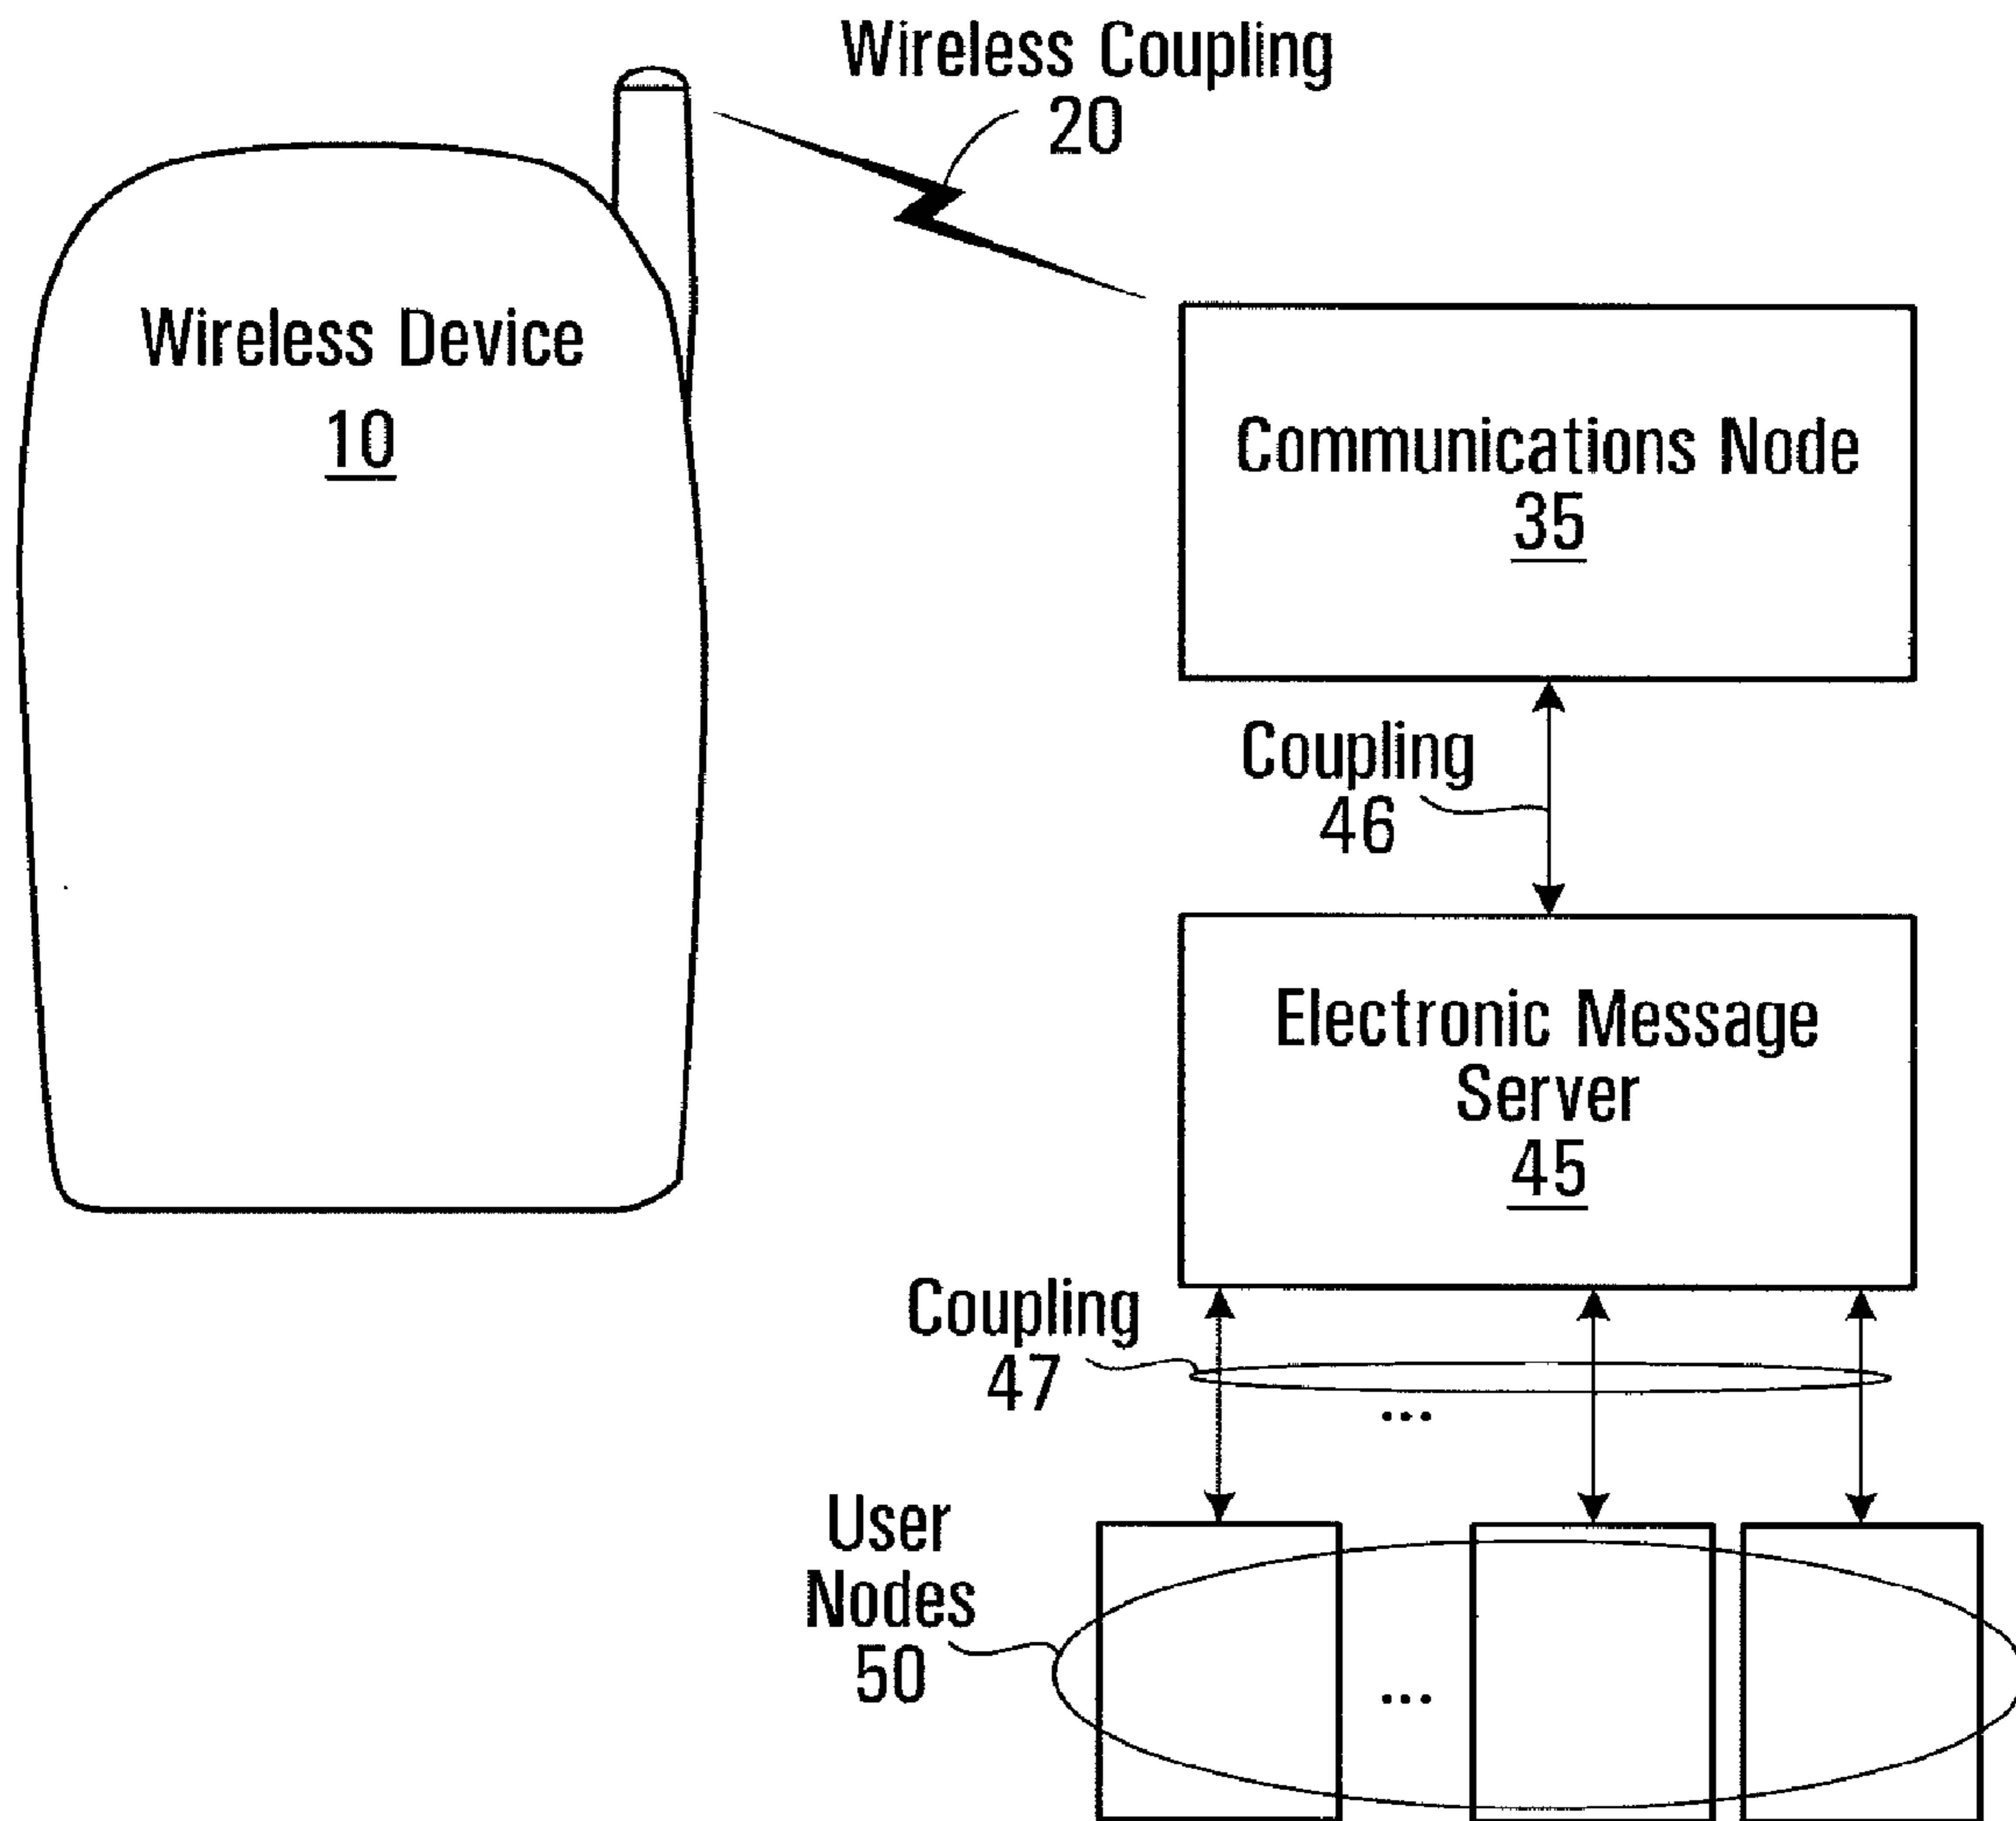 Wireless Coupling
20
Wireless Device
10
Communications Node
35
Coupling
46
Electronic Message
Server
45
Coupling
47
...
User
Nodes
50
...